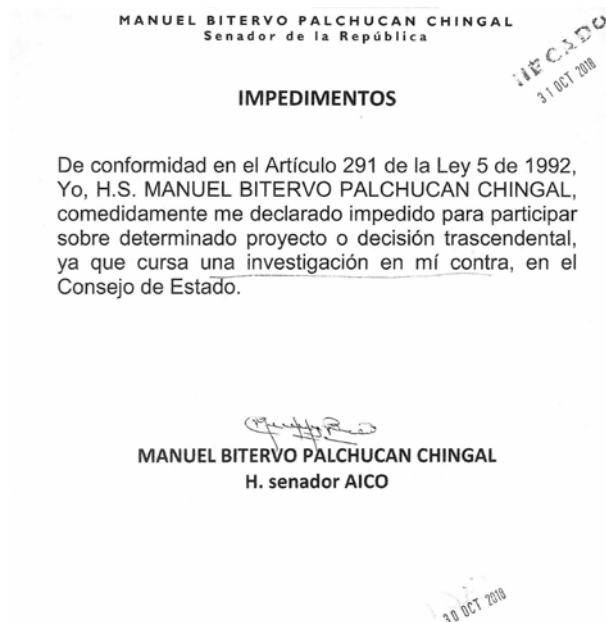 MANUEL BITERVO PALCHUCAN CHINGAL
Senador de la República
31 OCT 2018
IMPEDIMENTOS
De conformidad en el Artículo 291 de la Ley 5 de 1992,
Yo, H.S. MANUEL BITERVO PALCHUCAN CHINGAL,
comedidamente me declarado impedido para participar
sobre determinado proyecto o decisión trascendental,
ya que cursa una investigación en mí contra, en el
Consejo de Estado.
MANUEL BITERVO PALCHUCAN CHINGAL
H. senador AICO
30 OCT 2018